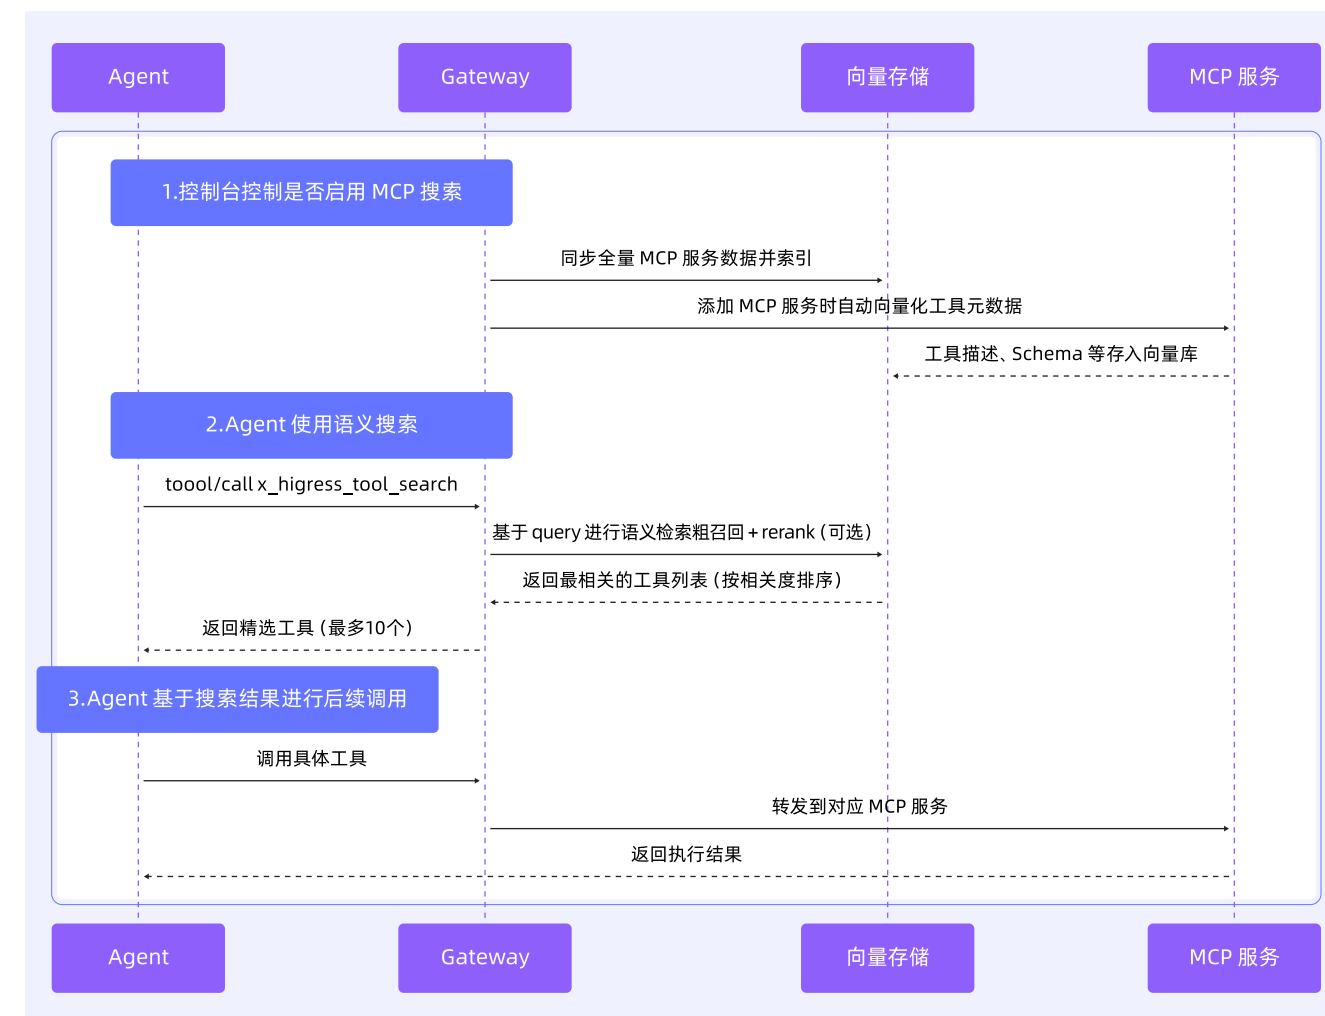 Agent
Gateway
向量存储
MCP 服务
1.控制台控制是否启用 MCP 搜索
同步全量 MCP 服务数据并索引
添加 MCP 服务时自动向量化工具元数据
工具描述、Schema 等存入向量库
2.Agent 使用语义搜索
toool/call x_higress_tool_search
基于 query 进行语义检索粗召回 + rerank (可选)
返回最相关的工具列表 (按相关度排序)
返回精选工具 (最多10个)
3.Agent 基于搜索结果进行后续调用
调用具体工具
转发到对应 MCP 服务
返回执行结果
Agent
Gateway
向量存储
MCP 服务